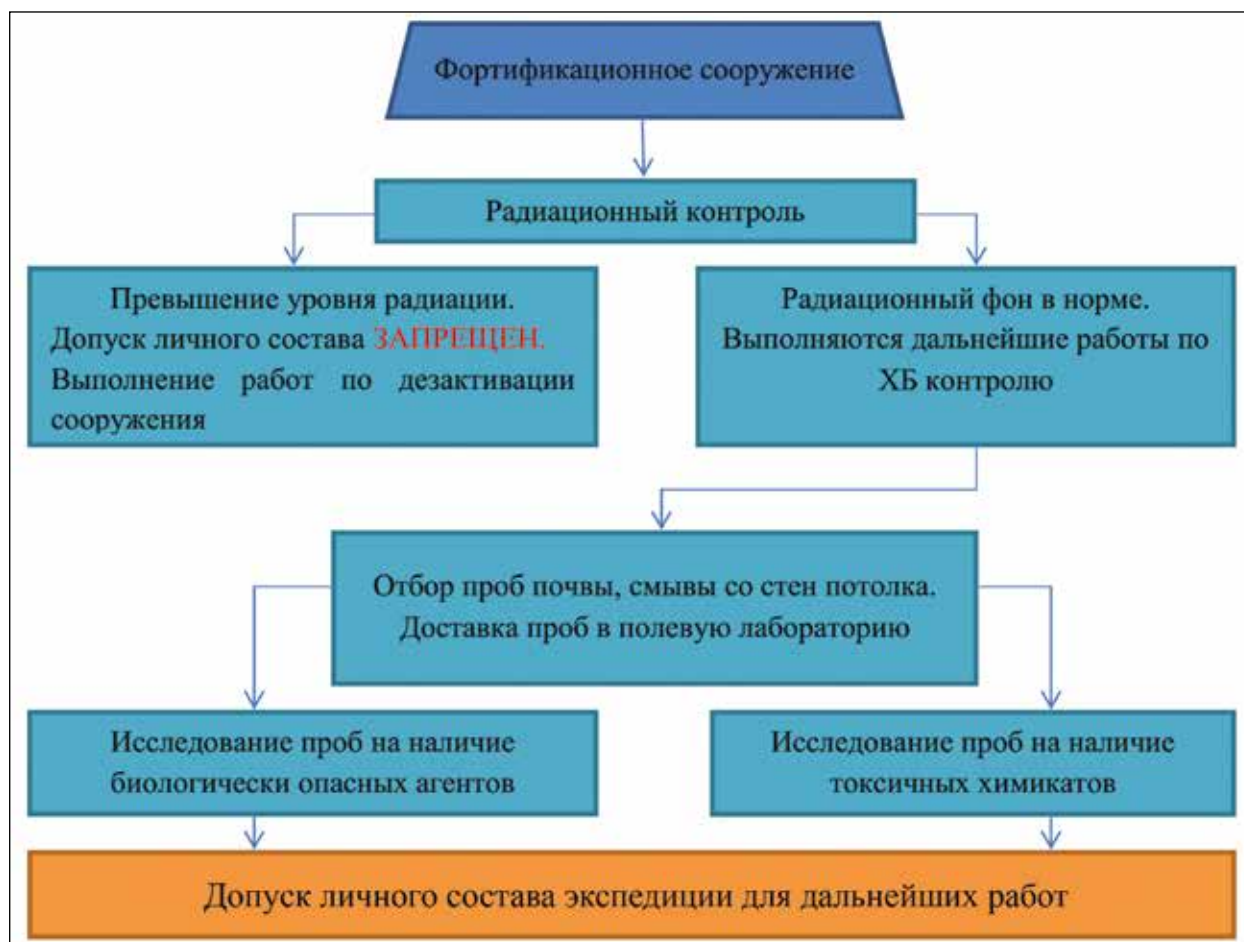 Фортификационное сооружение
Радиационный контроль
Превышение уровня радиации.
Допуск личного состава ЗАПРЕЩЕН.
Выполнение работ по дезактивации
сооружения
Радиационный фон в норме.
Выполняются дальнейшие работы по
ХБ контролю
Отбор проб почвы, смывы со стен потолка.
Доставка проб в полевую лабораторию
Исследование проб на наличие
биологически опасных агентов
Исследование проб на наличие
токсичных химикатов
Допуск личного состава экспедиции для дальнейших работ